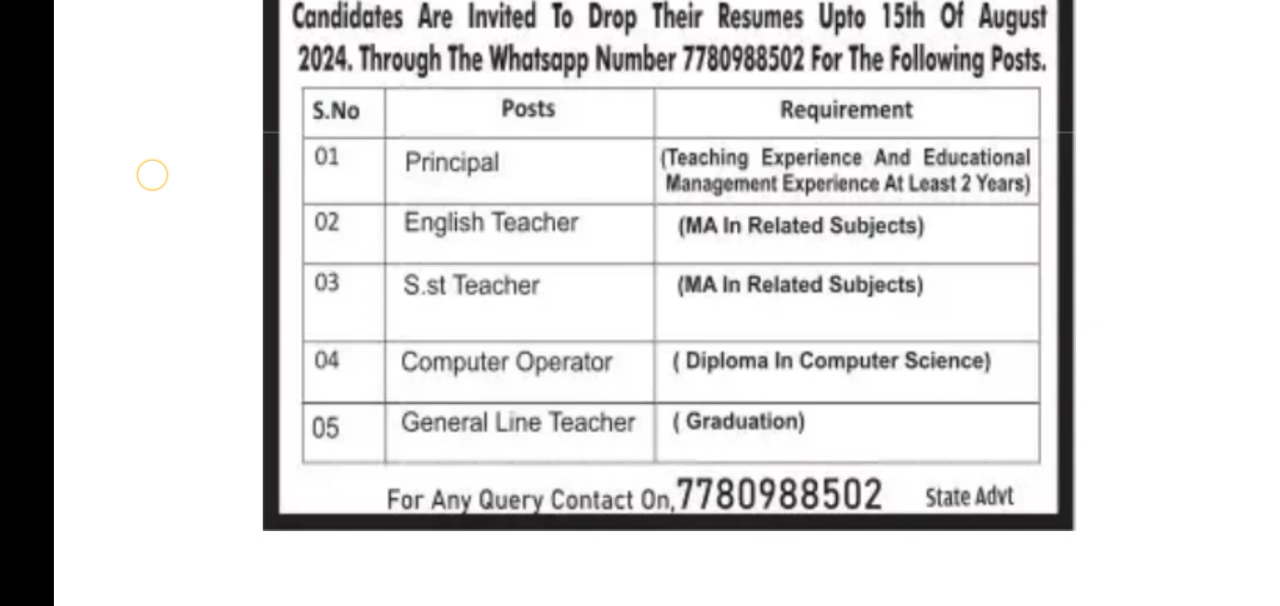 Candidates Are Invited To Drop Their Resumes Upto 15th Of August
2024. Through The Whatsapp Number 7780988502 For The Following Posts.
S.No Posts Requirement
01 Principal (Teaching Experience And Educational
Management Experience At Least 2 Years)
02 English Teacher (MA In Related Subjects)
03 S.st Teacher (MA In Related Subjects)
04 Computer Operator ( Diploma In Computer Science)
05 General Line Teacher ( Graduation)
For Any Query Contact On, 7780988502 State Advt